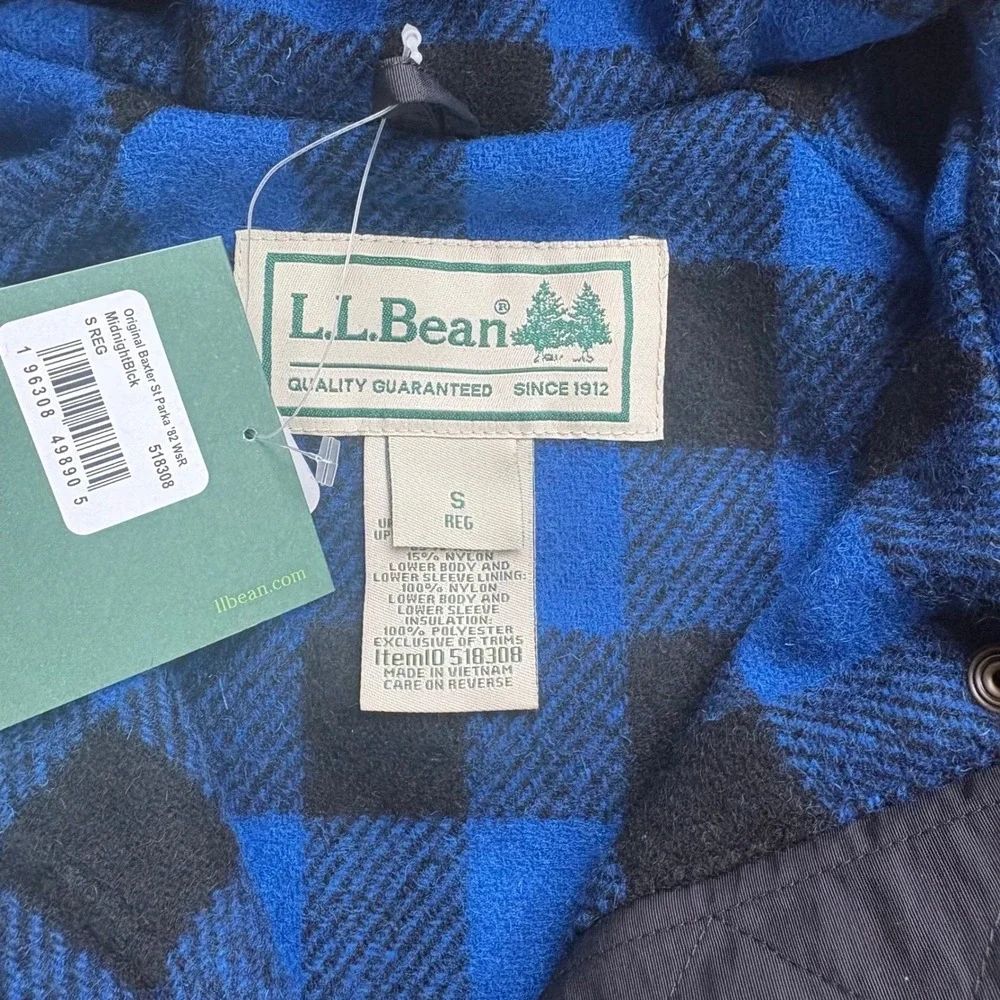 Original Baxter St Parka '82 WsR
MidnightBlck 518308
S REG
1 96308 49890 5
llbean.com
L.L.Bean®
QUALITY GUARANTEED SINCE 1912
S
REG
UP
UP
15% NYLON
LOWER BODY AND
LOWER SLEEVE LINING:
100% NYLON
LOWER BODY AND
LOWER SLEEVE
INSULATION:
100% POLYESTER
EXCLUSIVE OF TRIMS
ItemID 518308
MADE IN VIETNAM
CARE ON REVERSE